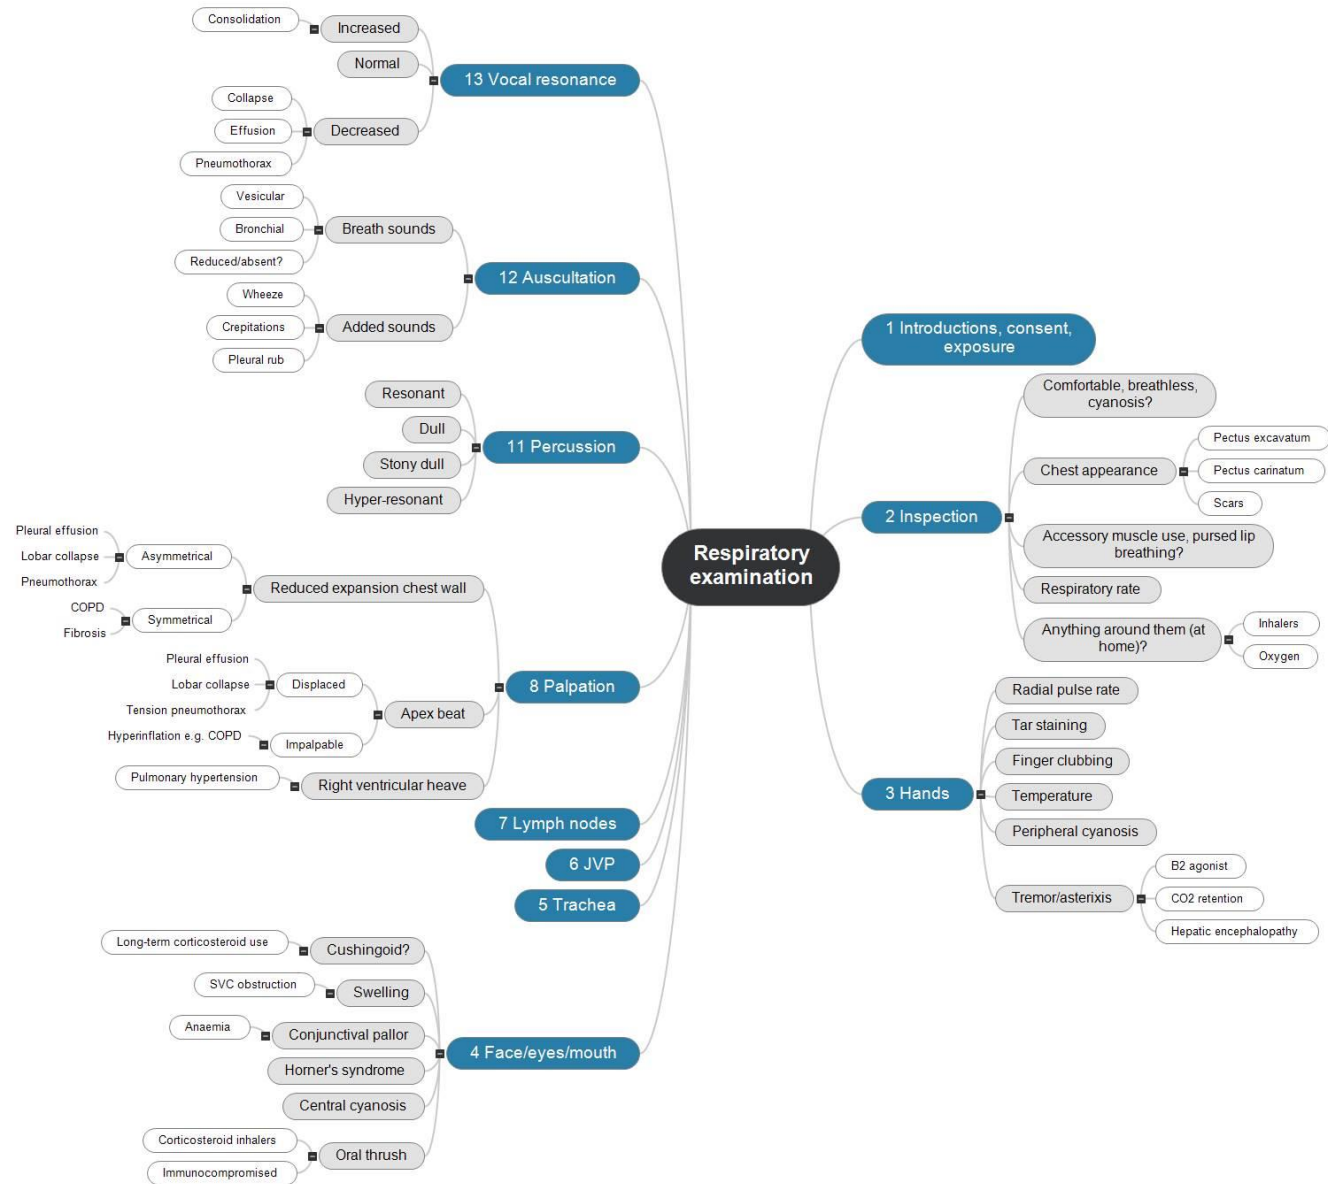 Respiratory
examination
1 Introductions, consent,
exposure
2 Inspection
Comfortable, breathless,
cyanosis?
Chest appearance
Pectus excavatum
Pectus carinatum
Scars
Accessory muscle use, pursed lip
breathing?
Respiratory rate
Anything around them (at
home)?
Inhalers
Oxygen
3 Hands
Radial pulse rate
Tar staining
Finger clubbing
Temperature
Peripheral cyanosis
Tremor/asterixis
B2 agonist
CO2 retention
Hepatic encephalopathy
4 Face/eyes/mouth
Cushingoid?
Long-term corticosteroid use
Swelling
SVC obstruction
Conjunctival pallor
Anaemia
Horner's syndrome
Central cyanosis
Oral thrush
Corticosteroid inhalers
Immunocompromised
5 Trachea
6 JVP
7 Lymph nodes
8 Palpation
Reduced expansion chest wall
Asymmetrical
Pleural effusion
Lobar collapse
Pneumothorax
Symmetrical
COPD
Fibrosis
Apex beat
Displaced
Pleural effusion
Lobar collapse
Tension pneumothorax
Impalpable
Hyperinflation e.g. COPD
Right ventricular heave
Pulmonary hypertension
11 Percussion
Resonant
Dull
Stony dull
Hyper-resonant
12 Auscultation
Breath sounds
Vesicular
Bronchial
Reduced/absent?
Added sounds
Wheeze
Crepitations
Pleural rub
13 Vocal resonance
Increased
Consolidation
Normal
Decreased
Collapse
Effusion
Pneumothorax